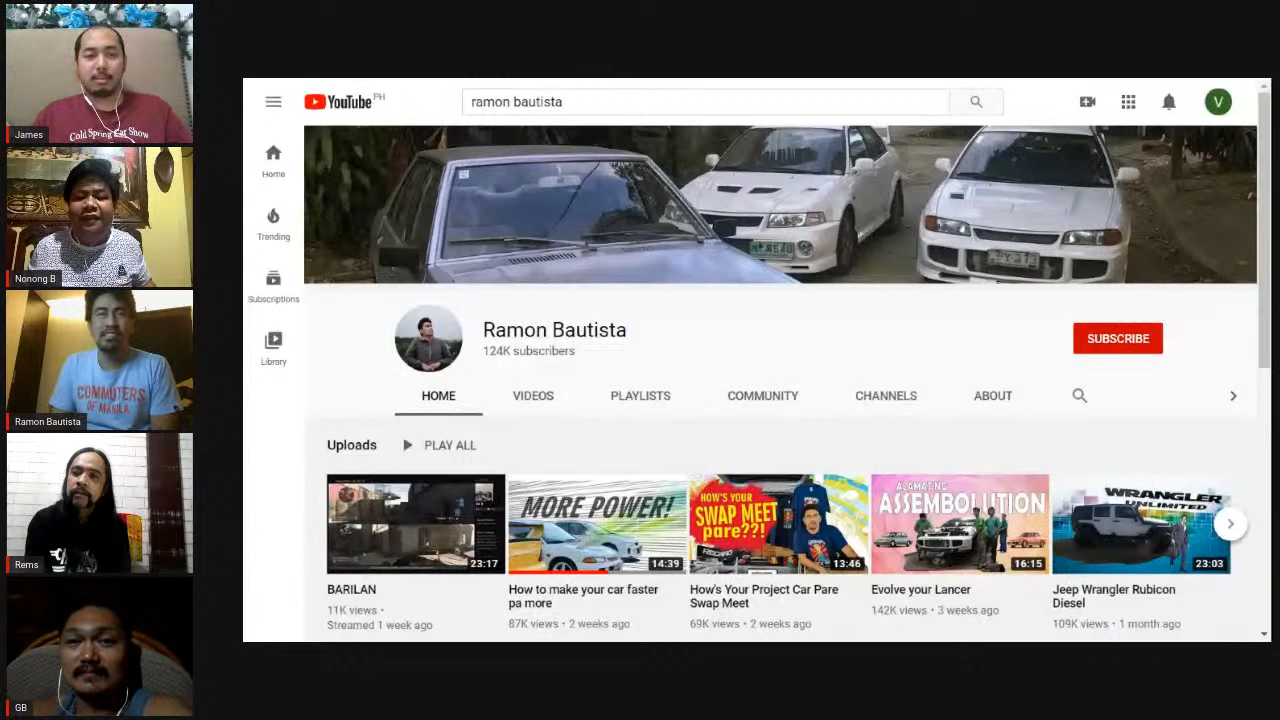 Cold Spring Car Show
James
Nonong B
COMMUTERS
OF MANILA
Ramon Bautista
Rems
GB
YouTube PH
ramon bautista
V
Home
Trending
Subscriptions
Library
Ramon Bautista
124K subscribers
SUBSCRIBE
HOME VIDEOS PLAYLISTS COMMUNITY CHANNELS ABOUT
Uploads PLAY ALL
23:17
BARILAN
11K views •
Streamed 1 week ago
MORE POWER!
14:39
How to make your car faster
pa more
87K views • 2 weeks ago
HOW'S YOUR
SWAP MEET
pare??!
13:46
How's Your Project Car Pare
Swap Meet
69K views • 2 weeks ago
ALAMAT NG
ASSEMBOLUTION
16:15
Evolve your Lancer
142K views • 3 weeks ago
WRANGLER
UNLIMITED
23:03
Jeep Wrangler Rubicon
Diesel
109K views • 1 month ago